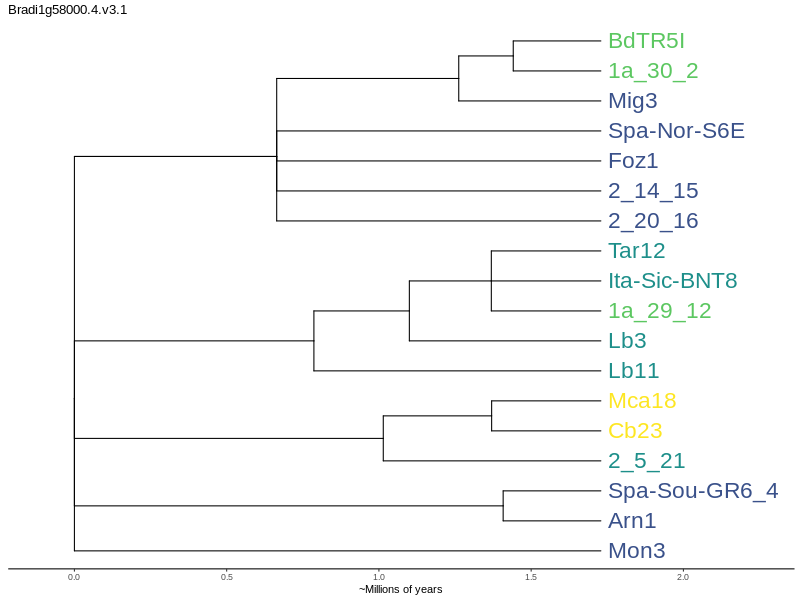 Bradi1g58000.4.v3.1
BdTR5I
1a_30_2
Mig3
Spa-Nor-S6E
Foz1
2_14_15
2_20_16
Tar12
Ita-Sic-BNT8
1a_29_12
Lb3
Lb11
Mca18
Cb23
2_5_21
Spa-Sou-GR6_4
Arn1
Mon3
0.0 0.5 1.0 1.5 2.0
~Millions of years